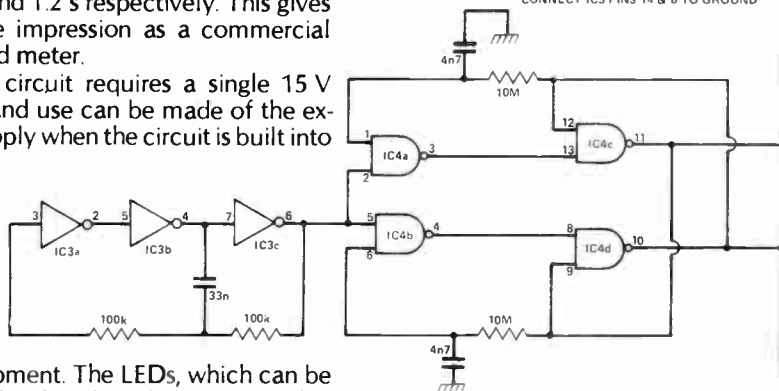 nd 1.2 s respectively. This gives
e impression as a commercial
d meter.
circuit requires a single 15 V
and use can be made of the ex-
pply when the circuit is built into
CONNECT IC3 PINS 14 & 8 TO GROUND
4n7
10M
1
2
IC4a
3
12
13
IC4c
11
3
IC3a
2
5
IC3b
4
7
IC3c
6
5
6
IC4b
4
8
9
IC4d
10
33n
100k
100k
10M
4n7
opment. The LEDs, which can be